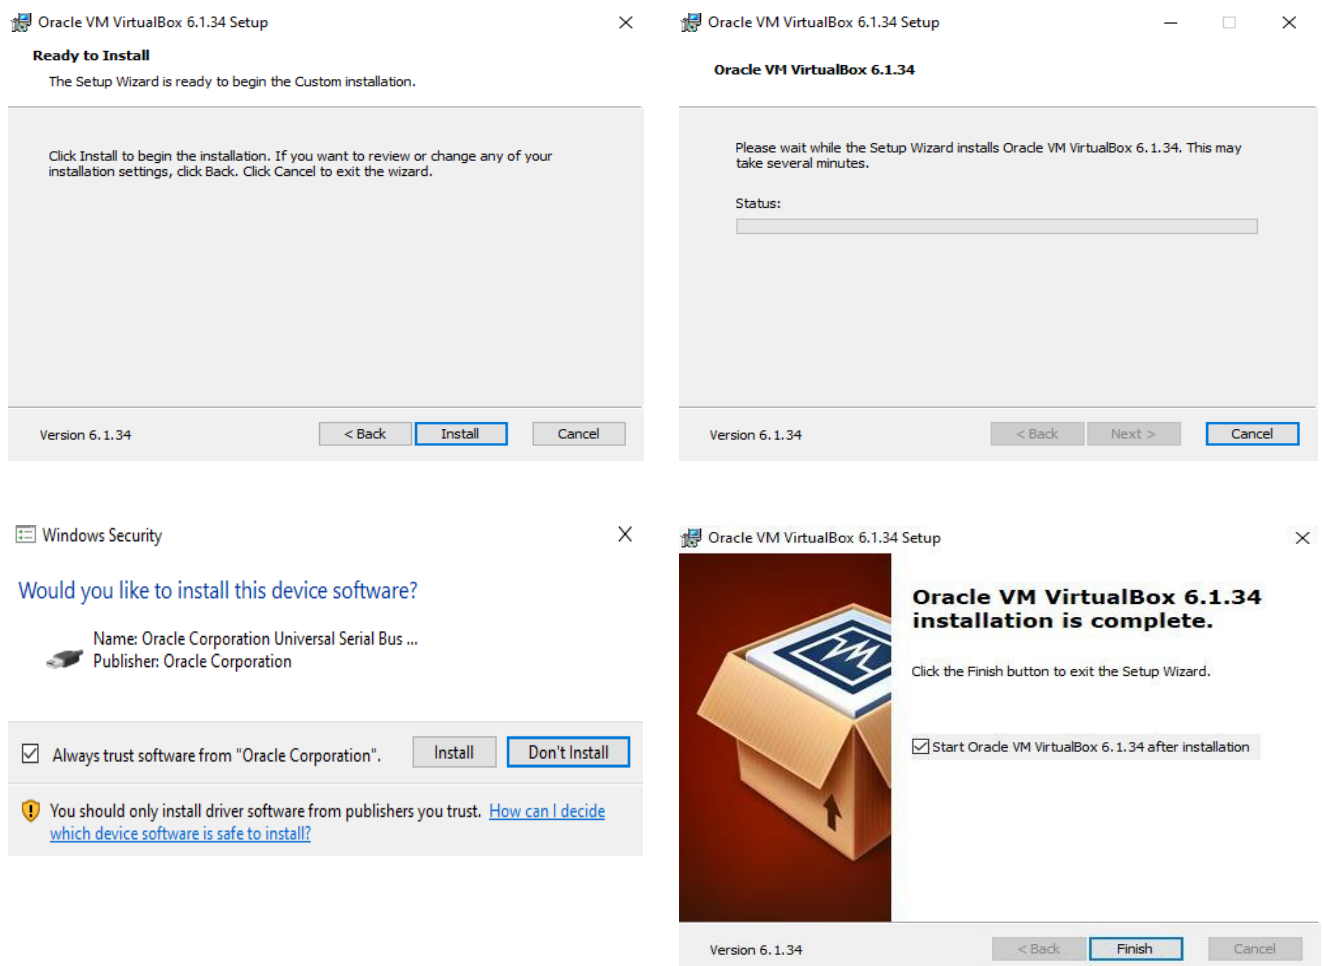 Oracle VM VirtualBox 6.1.34 Setup
Ready to Install
The Setup Wizard is ready to begin the Custom installation.
Click Install to begin the installation. If you want to review or change any of your
installation settings, click Back. Click Cancel to exit the wizard.
Version 6.1.34
< Back
Install
Cancel
Oracle VM VirtualBox 6.1.34 Setup
Oracle VM VirtualBox 6.1.34
Please wait while the Setup Wizard installs Oracle VM VirtualBox 6.1.34. This may
take several minutes.
Status:
Version 6.1.34
< Back
Next >
Cancel
Windows Security
Would you like to install this device software?
Name: Oracle Corporation Universal Serial Bus ...
Publisher: Oracle Corporation
Always trust software from "Oracle Corporation".
Install
Don't Install
You should only install driver software from publishers you trust. How can I decide
which device software is safe to install?
Oracle VM VirtualBox 6.1.34 Setup
Oracle VM VirtualBox 6.1.34
installation is complete.
Click the Finish button to exit the Setup Wizard.
Start Oracle VM VirtualBox 6.1.34 after installation
Version 6.1.34
< Back
Finish
Cancel